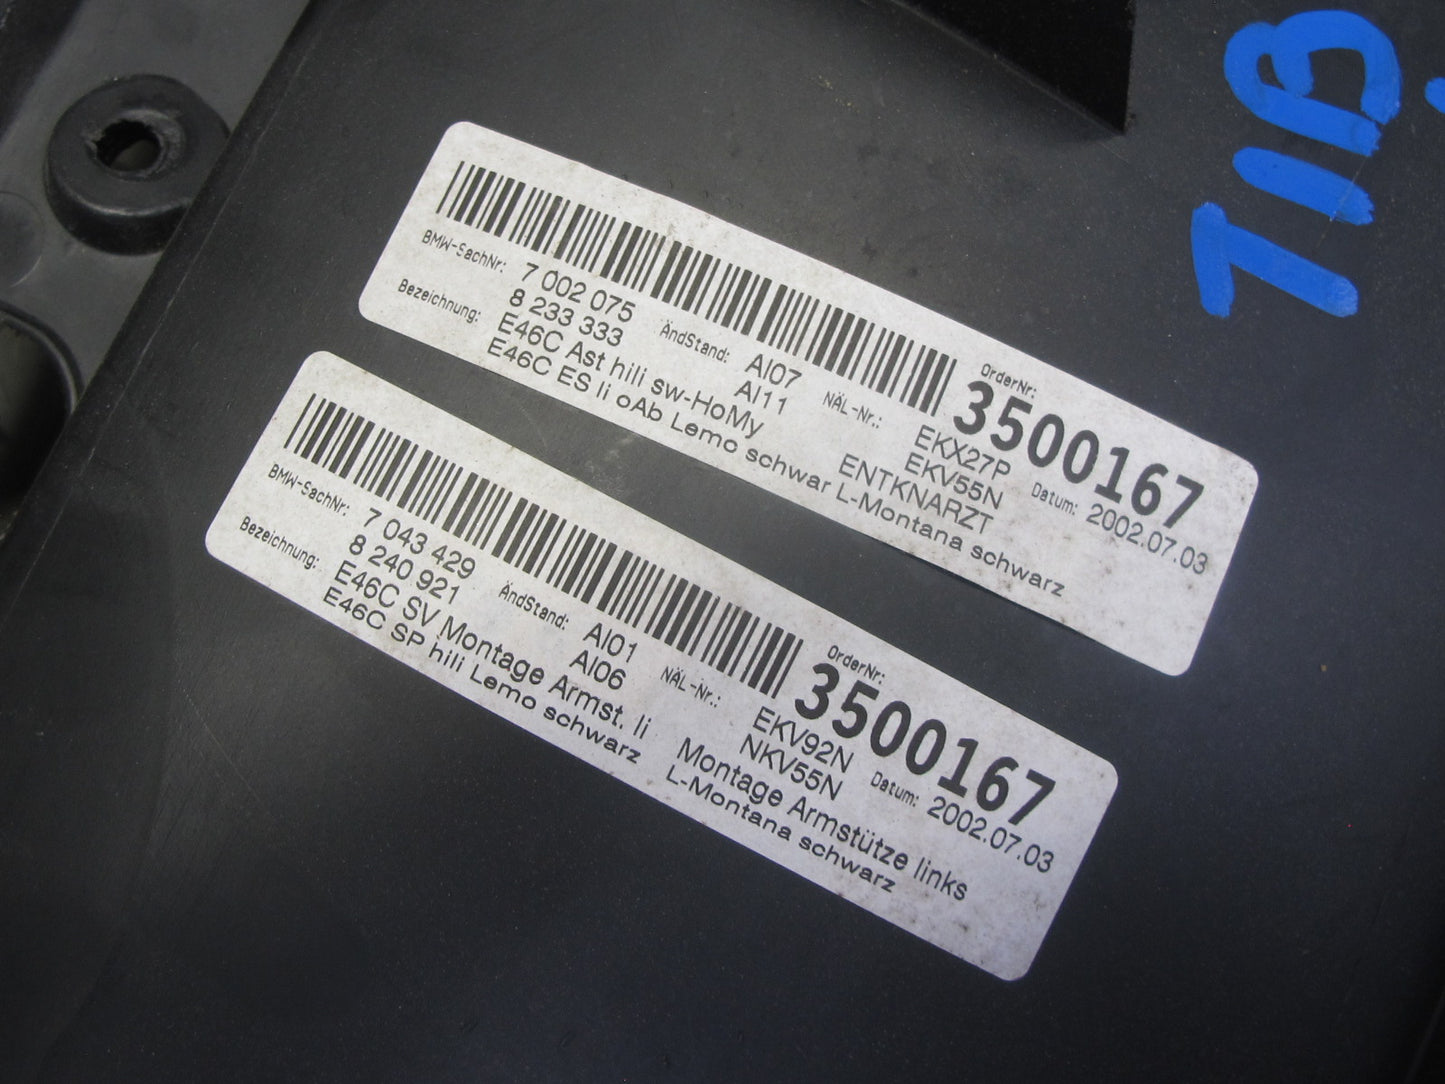 BMW-SachNr: 7 002 075 ÄndStand: AI07 NÄL-Nr.: EKX27P OrderNr: 3500167
8 233 333 AI11 EKV55N Datum: 2002.07.03
Bezeichnung: E46C Ast hili sw-HoMy ENTKNARZT
E46C ES li oAb Lemo schwar L-Montana schwarz
BMW-SachNr: 7 043 429 ÄndStand: AI01 NÄL-Nr.: EKV92N OrderNr: 3500167
8 240 921 AI06 NKV55N Datum: 2002.07.03
Bezeichnung: E46C SV Montage Armst. li Montage Armstütze links
E46C SP hili Lemo schwarz L-Montana schwarz